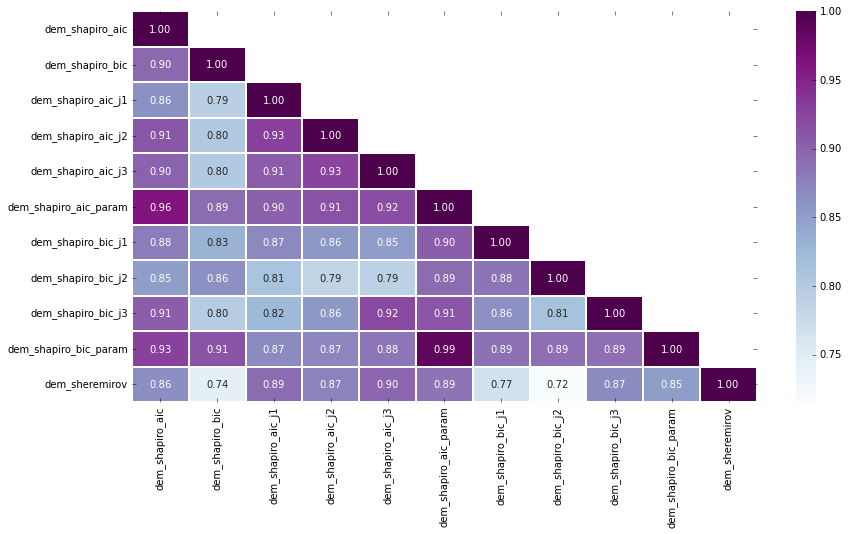 dem_shapiro_aic 1.00
dem_shapiro_bic 0.90 1.00
dem_shapiro_aic_j1 0.86 0.79 1.00
dem_shapiro_aic_j2 0.91 0.80 0.93 1.00
dem_shapiro_aic_j3 0.90 0.80 0.91 0.93 1.00
dem_shapiro_aic_param 0.96 0.89 0.90 0.91 0.92 1.00
dem_shapiro_bic_j1 0.88 0.83 0.87 0.86 0.85 0.90 1.00
dem_shapiro_bic_j2 0.85 0.86 0.81 0.79 0.79 0.89 0.88 1.00
dem_shapiro_bic_j3 0.91 0.80 0.82 0.86 0.92 0.91 0.86 0.81 1.00
dem_shapiro_bic_param 0.93 0.91 0.87 0.87 0.88 0.99 0.89 0.89 0.89 1.00
dem_sheremirov 0.86 0.74 0.89 0.87 0.90 0.89 0.77 0.72 0.87 0.85 1.00
dem_shapiro_aic
dem_shapiro_bic
dem_shapiro_aic_j1
dem_shapiro_aic_j2
dem_shapiro_aic_j3
dem_shapiro_aic_param
dem_shapiro_bic_j1
dem_shapiro_bic_j2
dem_shapiro_bic_j3
dem_shapiro_bic_param
dem_sheremirov
1.00
0.95
0.90
0.85
0.80
0.75